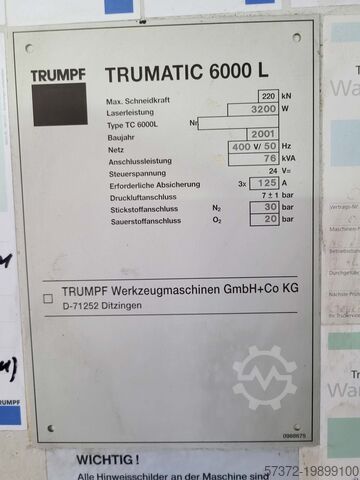 TRUMPF TRUMATIC 6000 L
Max. Schneidkraft 220 kN
Laserleistung 3200 W
Type TC 6000L Nr
Baujahr 2001
Netz 400 V/ 50 Hz
Anschlussleistung 76 kVA
Steuerspannung 24 V=
Erforderliche Absicherung 3x 125 A
Druckluftanschluss 7 ± 1 bar
Stickstoffanschluss N₂ 30 bar
Sauerstoffanschluss O₂ 20 bar
TRUMPF Werkzeugmaschinen GmbH+Co KG
D-71252 Ditzingen
TRUMPF
WICHTIG !
Alle Hinweisschilder an der Maschine sind
57372-19899100